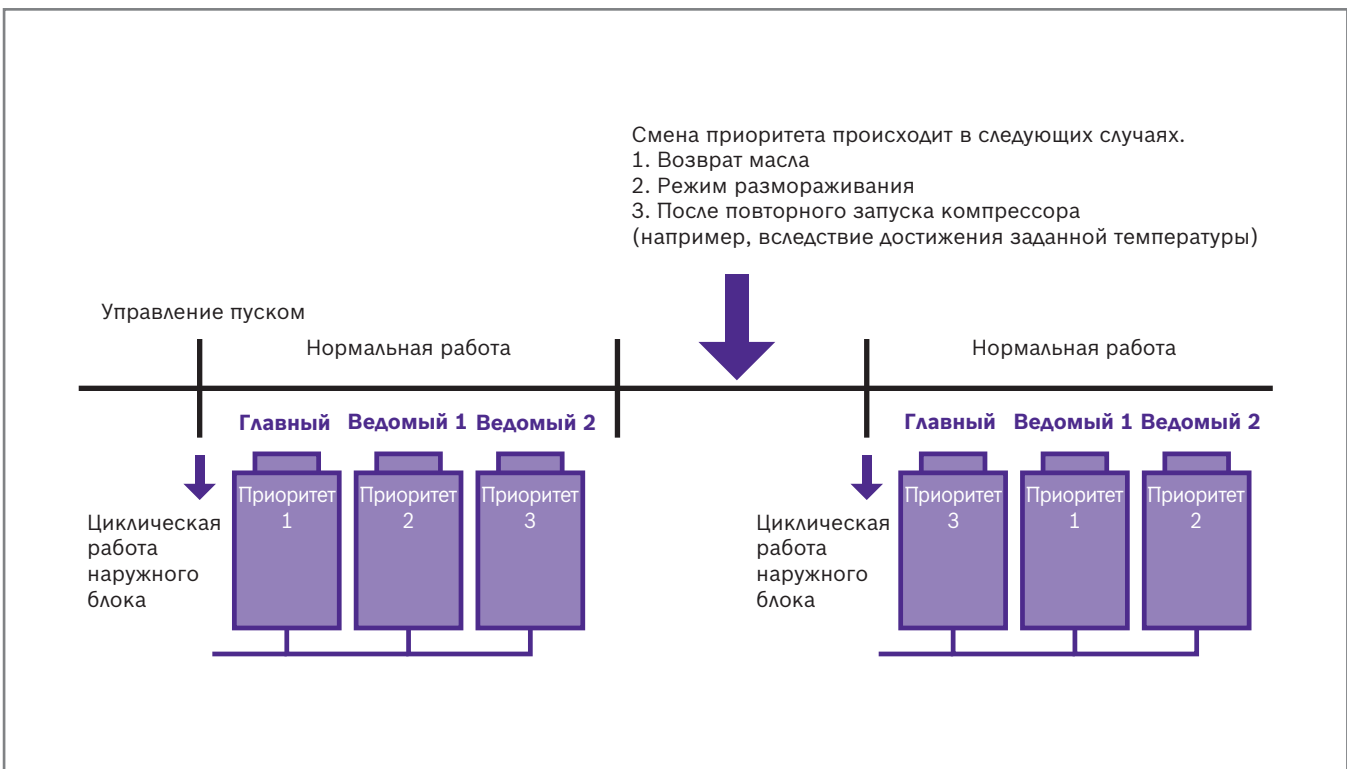 Смена приоритета происходит в следующих случаях.
1. Возврат масла
2. Режим размораживания
3. После повторного запуска компрессора
(например, вследствие достижения заданной температуры)
Управление пуском
Нормальная работа
Нормальная работа
Главный
Ведомый 1
Ведомый 2
Приоритет
1
Приоритет
2
Приоритет
3
Циклическая
работа
наружного
блока
Главный
Ведомый 1
Ведомый 2
Приоритет
3
Приоритет
1
Приоритет
2
Циклическая
работа
наружного
блока